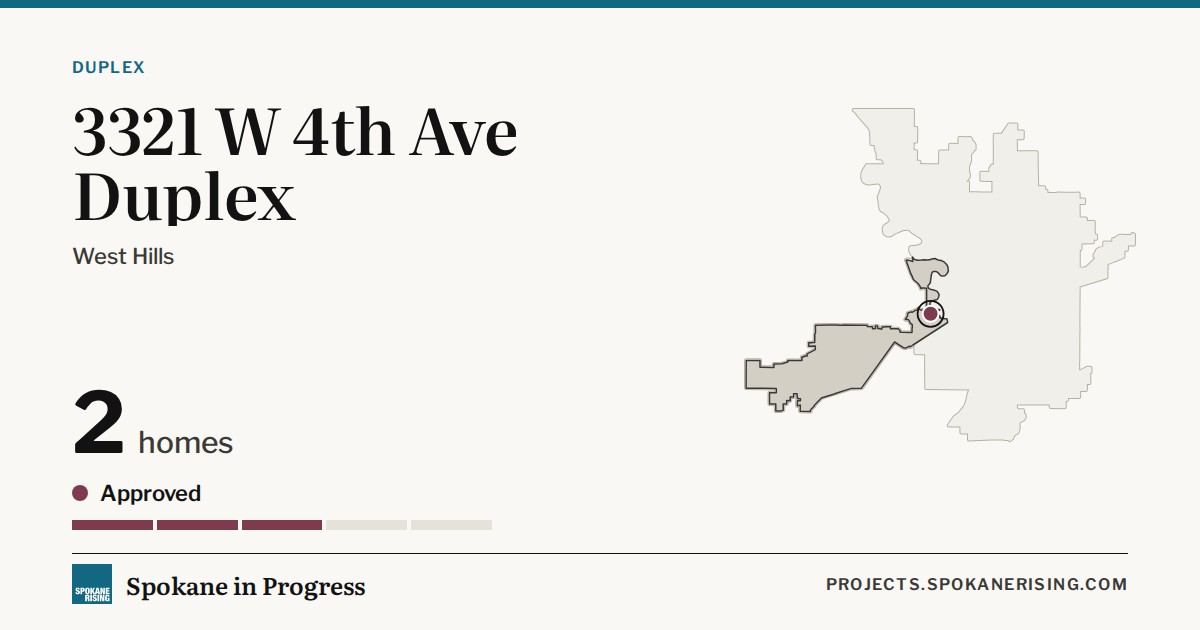 DUPLEX
3321 W 4th Ave
Duplex
West Hills
2 homes
Approved
SPOKANE
RISING
Spokane in Progress
PROJECTS.SPOKANERISING.COM